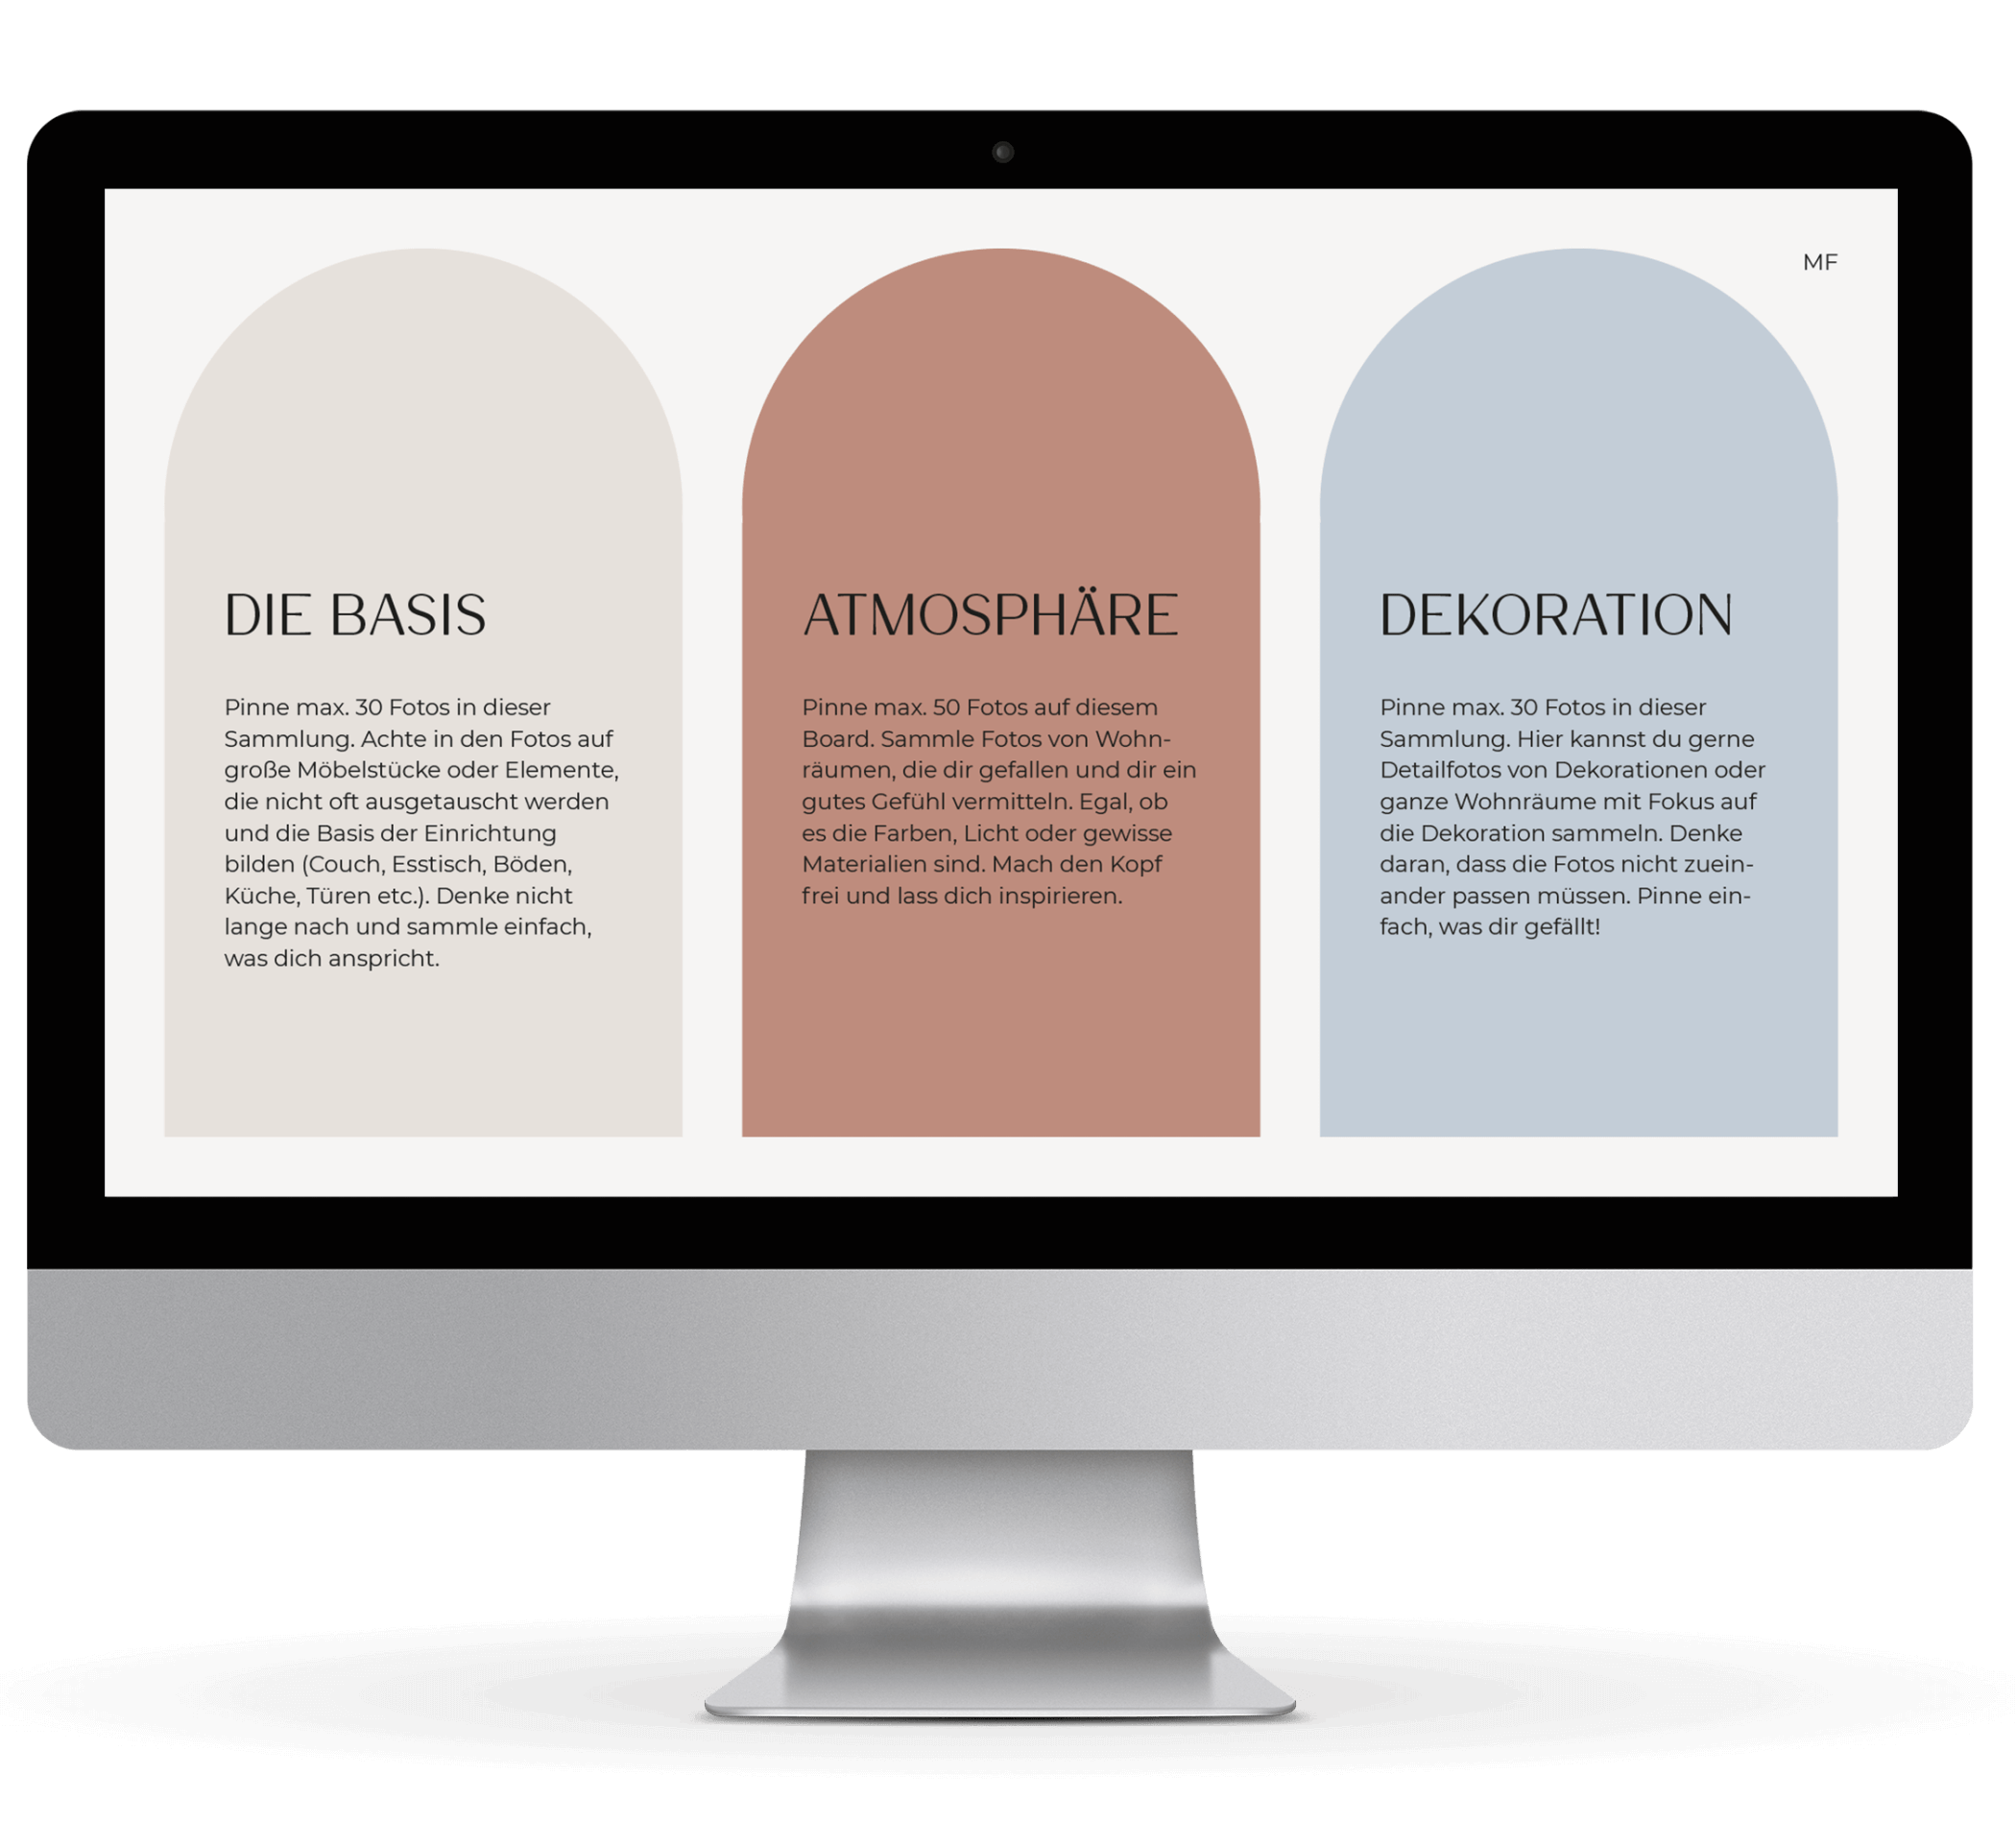 MF
DIE BASIS
Pinne max. 30 Fotos in dieser
Sammlung. Achte in den Fotos auf
große Möbelstücke oder Elemente,
die nicht oft ausgetauscht werden
und die Basis der Einrichtung
bilden (Couch, Esstisch, Böden,
Küche, Türen etc.). Denke nicht
lange nach und sammle einfach,
was dich anspricht.
ATMOSPHÄRE
Pinne max. 50 Fotos auf diesem
Board. Sammle Fotos von Wohn-
räumen, die dir gefallen und dir ein
gutes Gefühl vermitteln. Egal, ob
es die Farben, Licht oder gewisse
Materialien sind. Mach den Kopf
frei und lass dich inspirieren.
DEKORATION
Pinne max. 30 Fotos in dieser
Sammlung. Hier kannst du gerne
Detailfotos von Dekorationen oder
ganze Wohnräume mit Fokus auf
die Dekoration sammeln. Denke
daran, dass die Fotos nicht zuein-
ander passen müssen. Pinne ein-
fach, was dir gefällt!